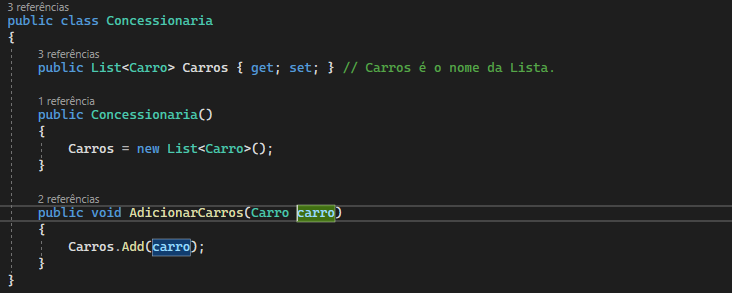 3 referências
public class Concessionaria
{
3 referências
public List<Carro> Carros { get; set; } // Carros é o nome da Lista.
1 referência
public Concessionaria()
{
Carros = new List<Carro>();
}
2 referências
public void AdicionarCarros(Carro carro)
{
Carros.Add(carro);
}
}